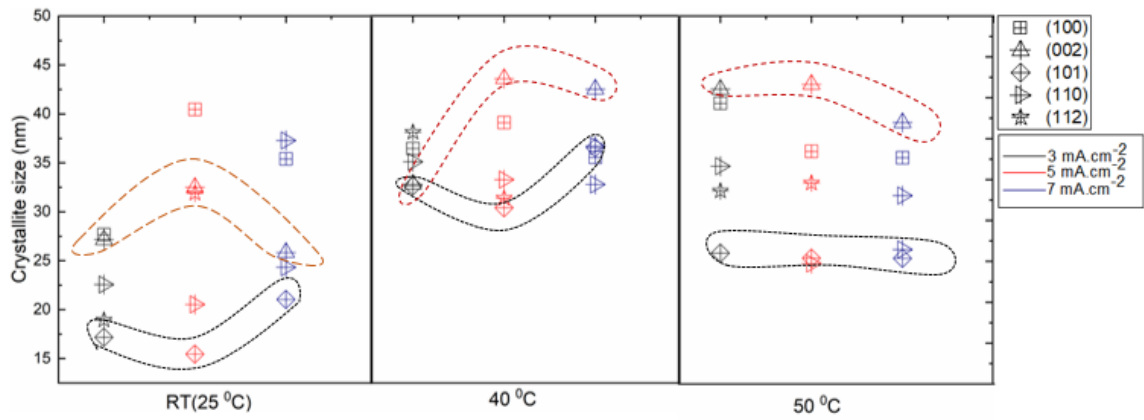 50
45
40
35
30
25
20
15
Crystallite size (nm)
RT(25 ⁰C)
40 ⁰C
50 ⁰C
(100)
(002)
(101)
(110)
(112)
3 mA.cm⁻²
5 mA.cm⁻²
7 mA.cm⁻²